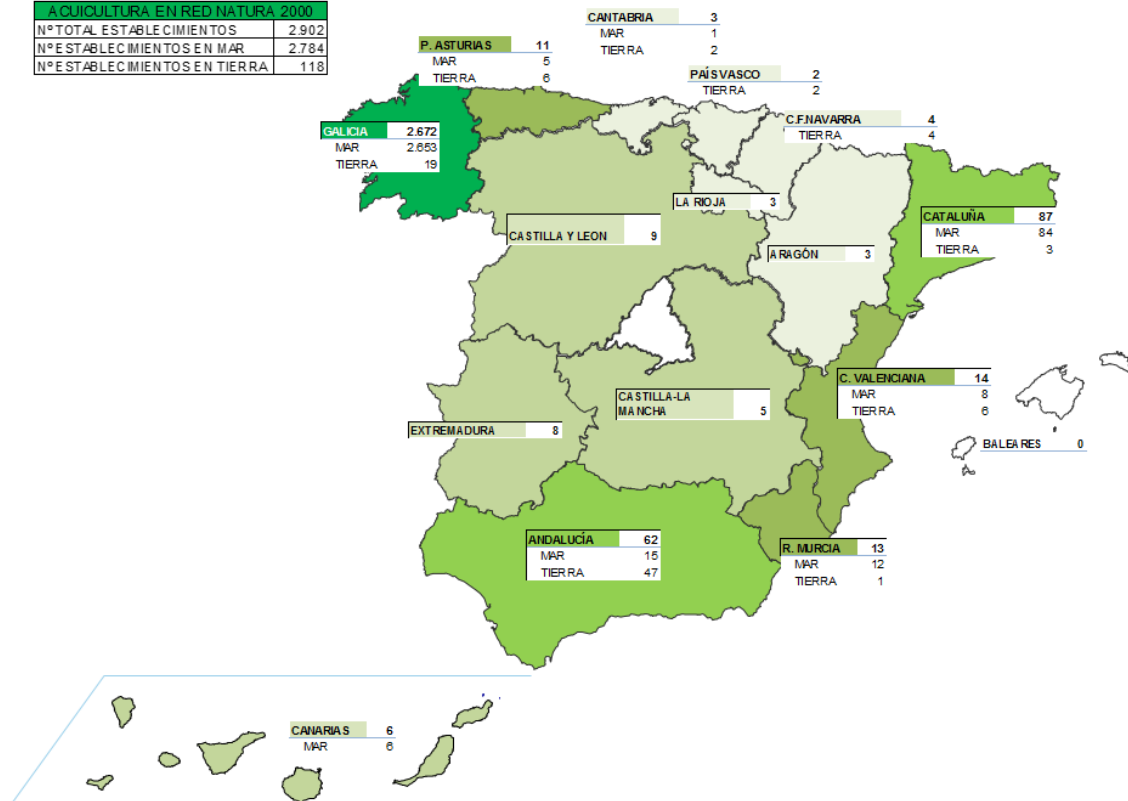 ACUICULTURA EN RED NATURA 2000
Nº TOTAL ESTABLECIMIENTOS 2.902
Nº ESTABLECIMIENTOS EN MAR 2.784
Nº ESTABLECIMIENTOS EN TIERRA 118
CANTABRIA 3
MAR 1
TIERRA 2
P. ASTURIAS 11
MAR 5
TIERRA 6
PAÍS VASCO 2
TIERRA 2
C.F.NAVARRA 4
TIERRA 4
GALICIA 2.672
MAR 2.653
TIERRA 19
LA RIOJA 3
CATALUÑA 87
MAR 84
TIERRA 3
CASTILLA Y LEON 9
ARAGÓN 3
C. VALENCIANA 14
MAR 8
TIERRA 6
CASTILLA-LA
MANCHA 5
EXTREMADURA 8
BALEARES 0
ANDALUCÍA 62
MAR 15
TIERRA 47
R. MURCIA 13
MAR 12
TIERRA 1
CANARIAS 6
MAR 6